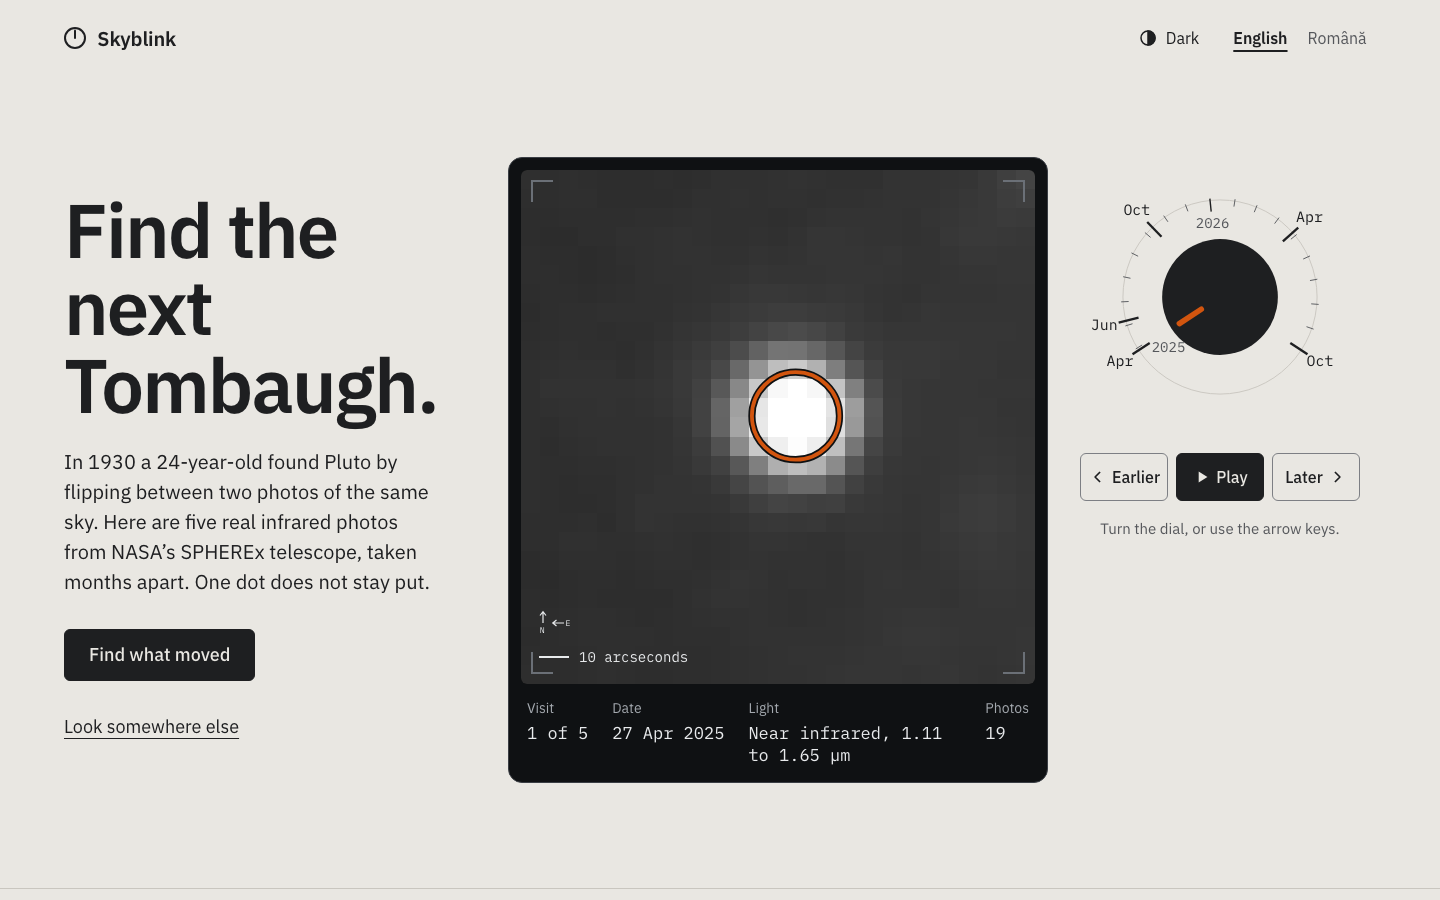 Skyblink
Dark
English
Română
Find the
next
Tombaugh.
In 1930 a 24-year-old found Pluto by
flipping between two photos of the same
sky. Here are five real infrared photos
from NASA’s SPHEREx telescope, taken
months apart. One dot does not stay put.
Find what moved
Look somewhere else
N
E
10 arcseconds
Visit
1 of 5
Date
27 Apr 2025
Light
Near infrared, 1.11
to 1.65 µm
Photos
19
Oct
2026
Apr
Jun
Apr
2025
Oct
Earlier
Play
Later
Turn the dial, or use the arrow keys.